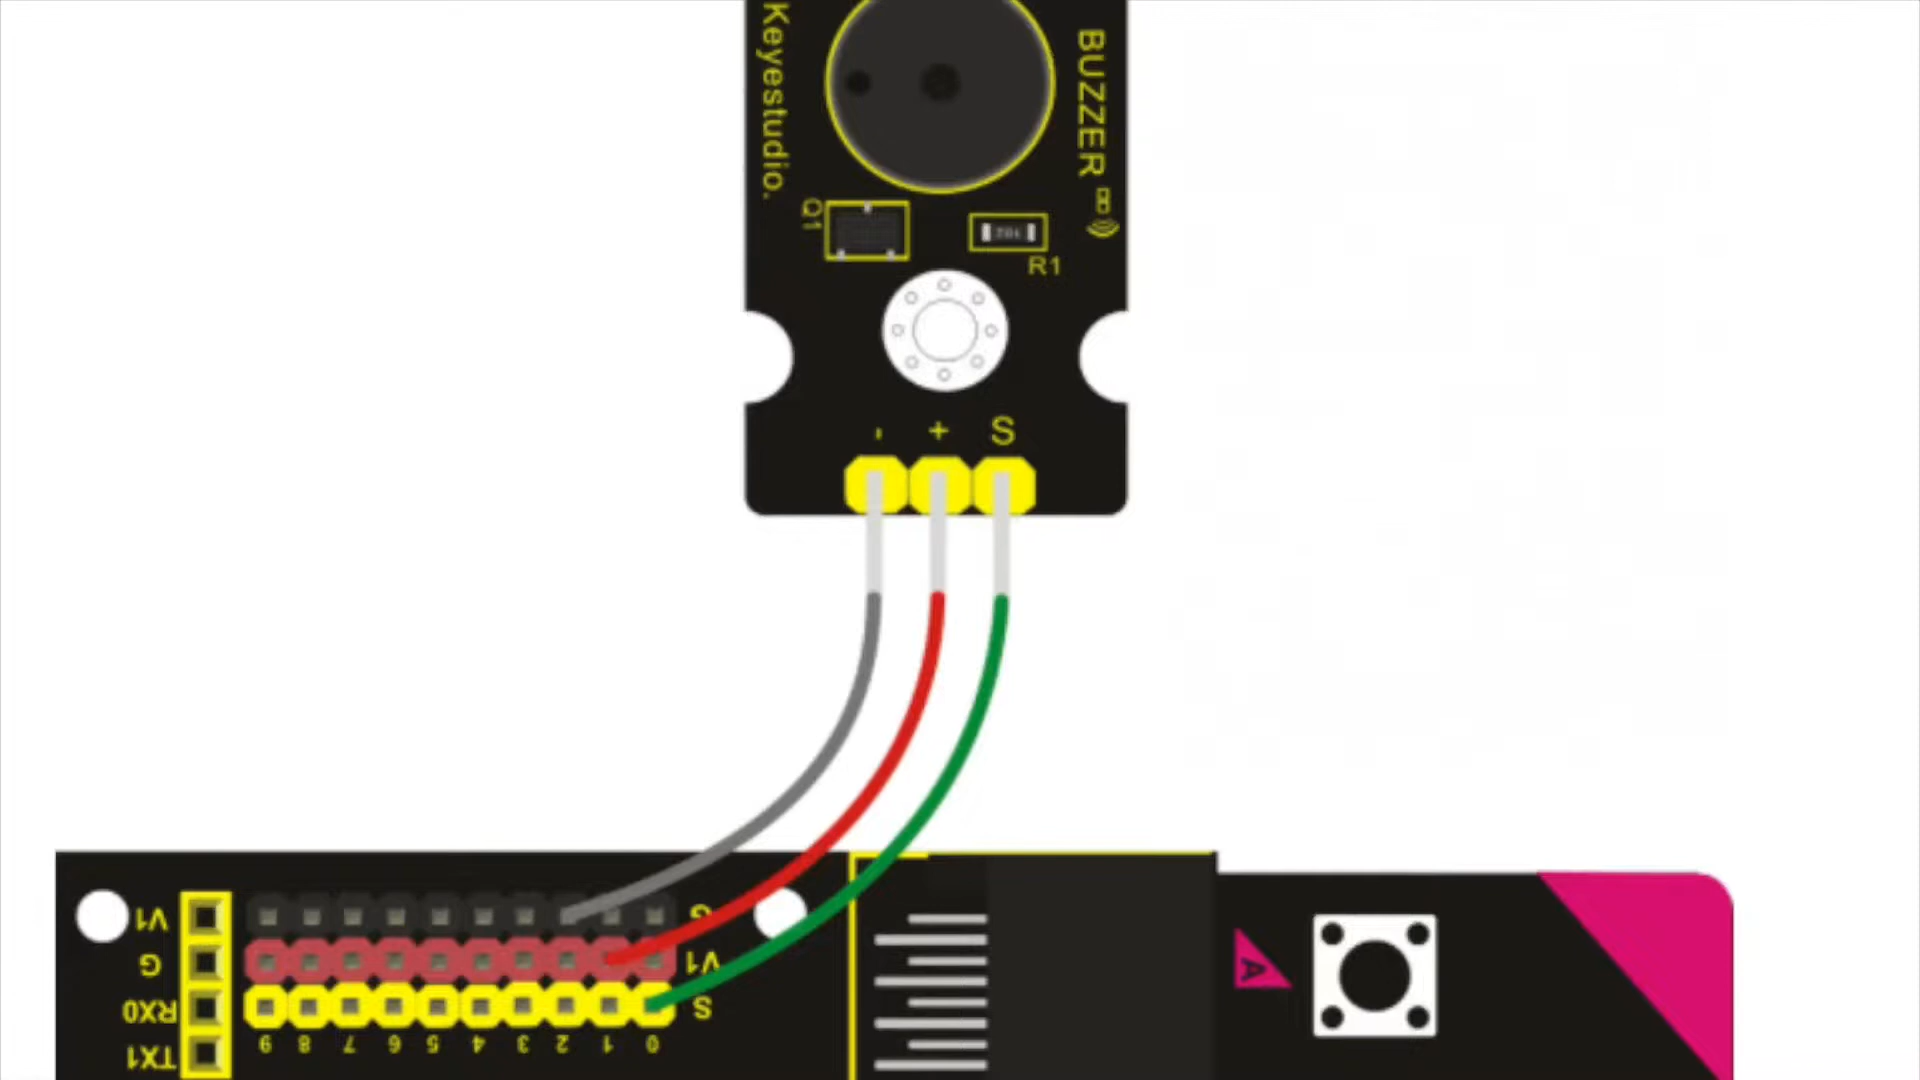 Keyestudio.
BUZZER
Q1
R1
- + S
V1
G
RX0
TX1
V1
S
9 8 7 6 5 4 3 2 1 0
A